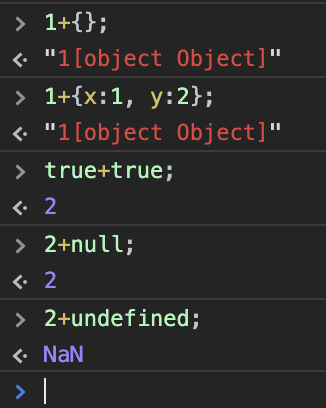 1+{};
"1[object Object]"
1+{x:1, y:2};
"1[object Object]"
true+true;
2
2+null;
2
2+undefined;
NaN